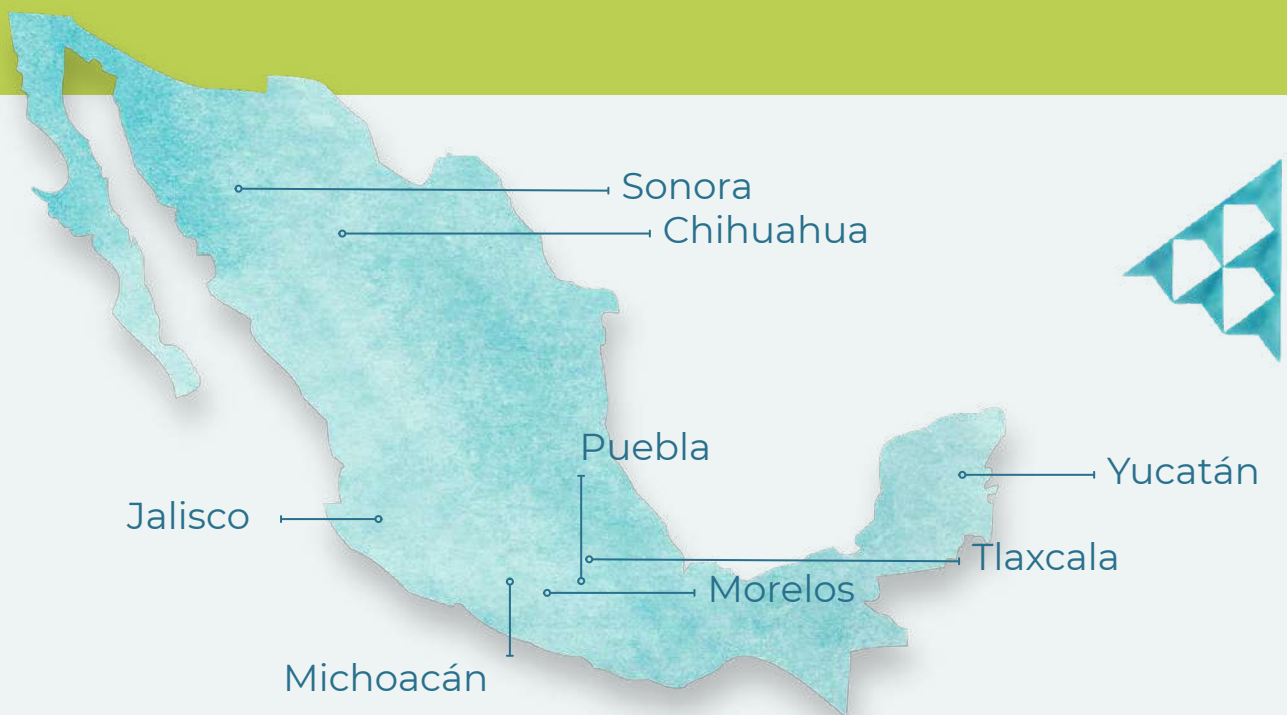 Sonora
Chihuahua
Puebla
Yucatán
Jalisco
Tlaxcala
Morelos
Michoacán